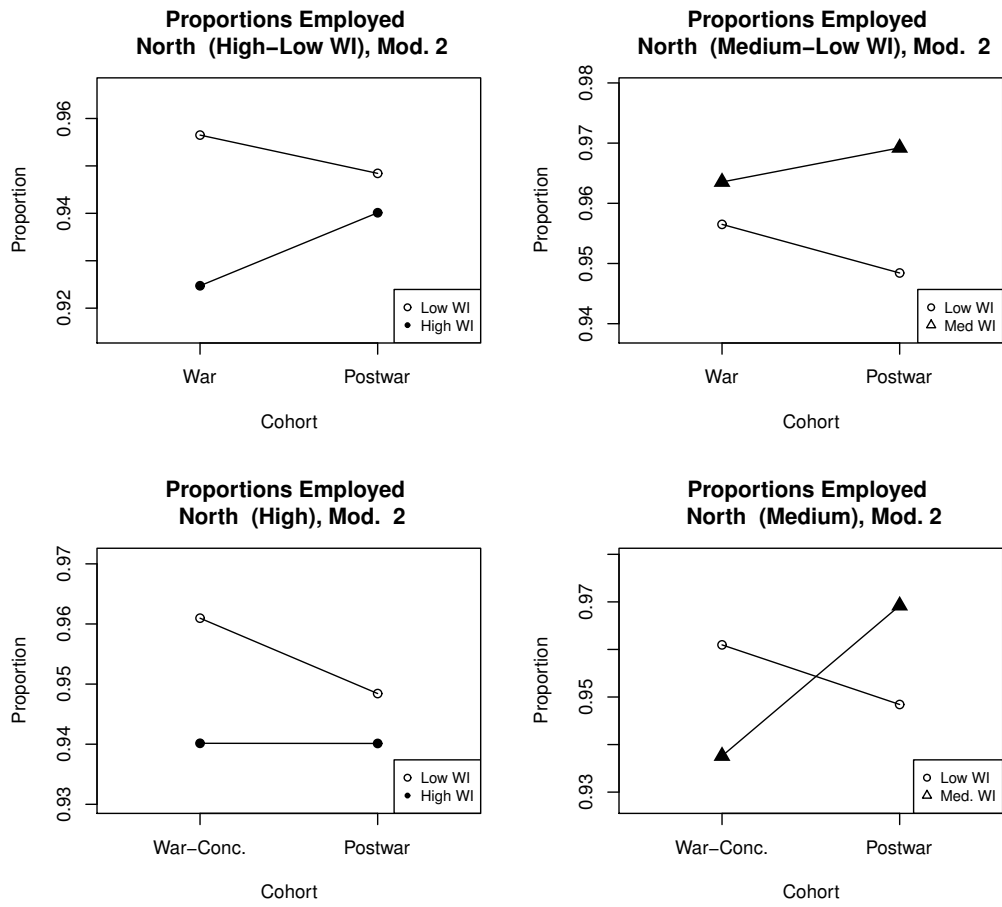 Proportions Employed
North (High−Low WI), Mod. 2
Proportion
0.96
0.94
0.92
Low WI
High WI
War
Postwar
Cohort
Proportions Employed
North (Medium−Low WI), Mod. 2
Proportion
0.98
0.97
0.96
0.95
0.94
Low WI
Med WI
War
Postwar
Cohort
Proportions Employed
North (High), Mod. 2
Proportion
0.97
0.96
0.95
0.94
0.93
Low WI
High WI
War−Conc.
Postwar
Cohort
Proportions Employed
North (Medium), Mod. 2
Proportion
0.97
0.95
0.93
Low WI
Med. WI
War−Conc.
Postwar
Cohort